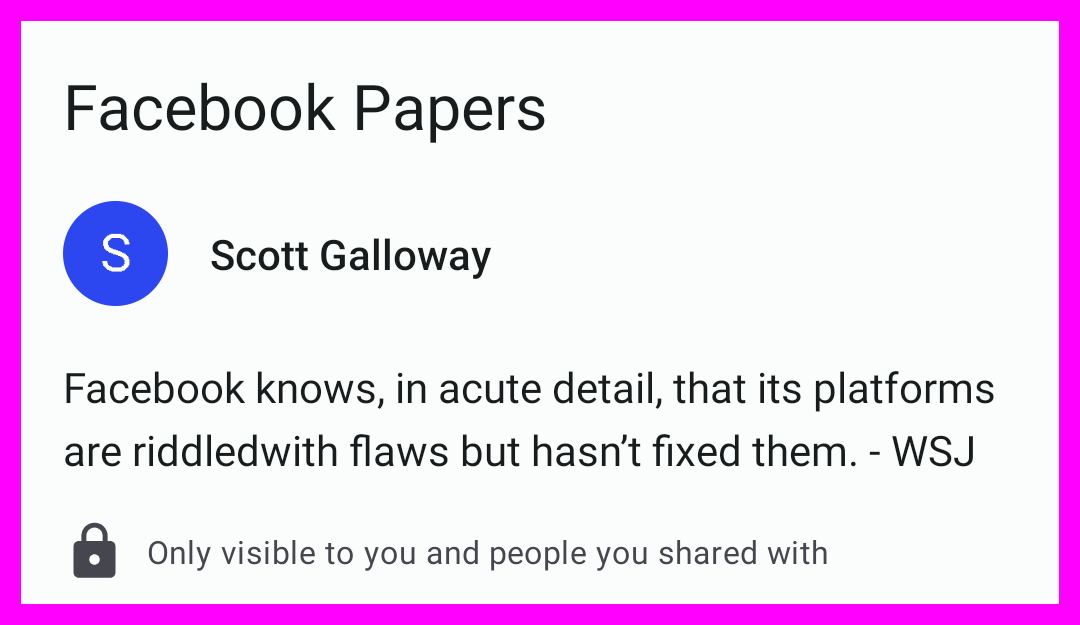 Facebook Papers
S
Scott Galloway
Facebook knows, in acute detail, that its platforms
are riddledwith flaws but hasn’t fixed them. - WSJ
Only visible to you and people you shared with